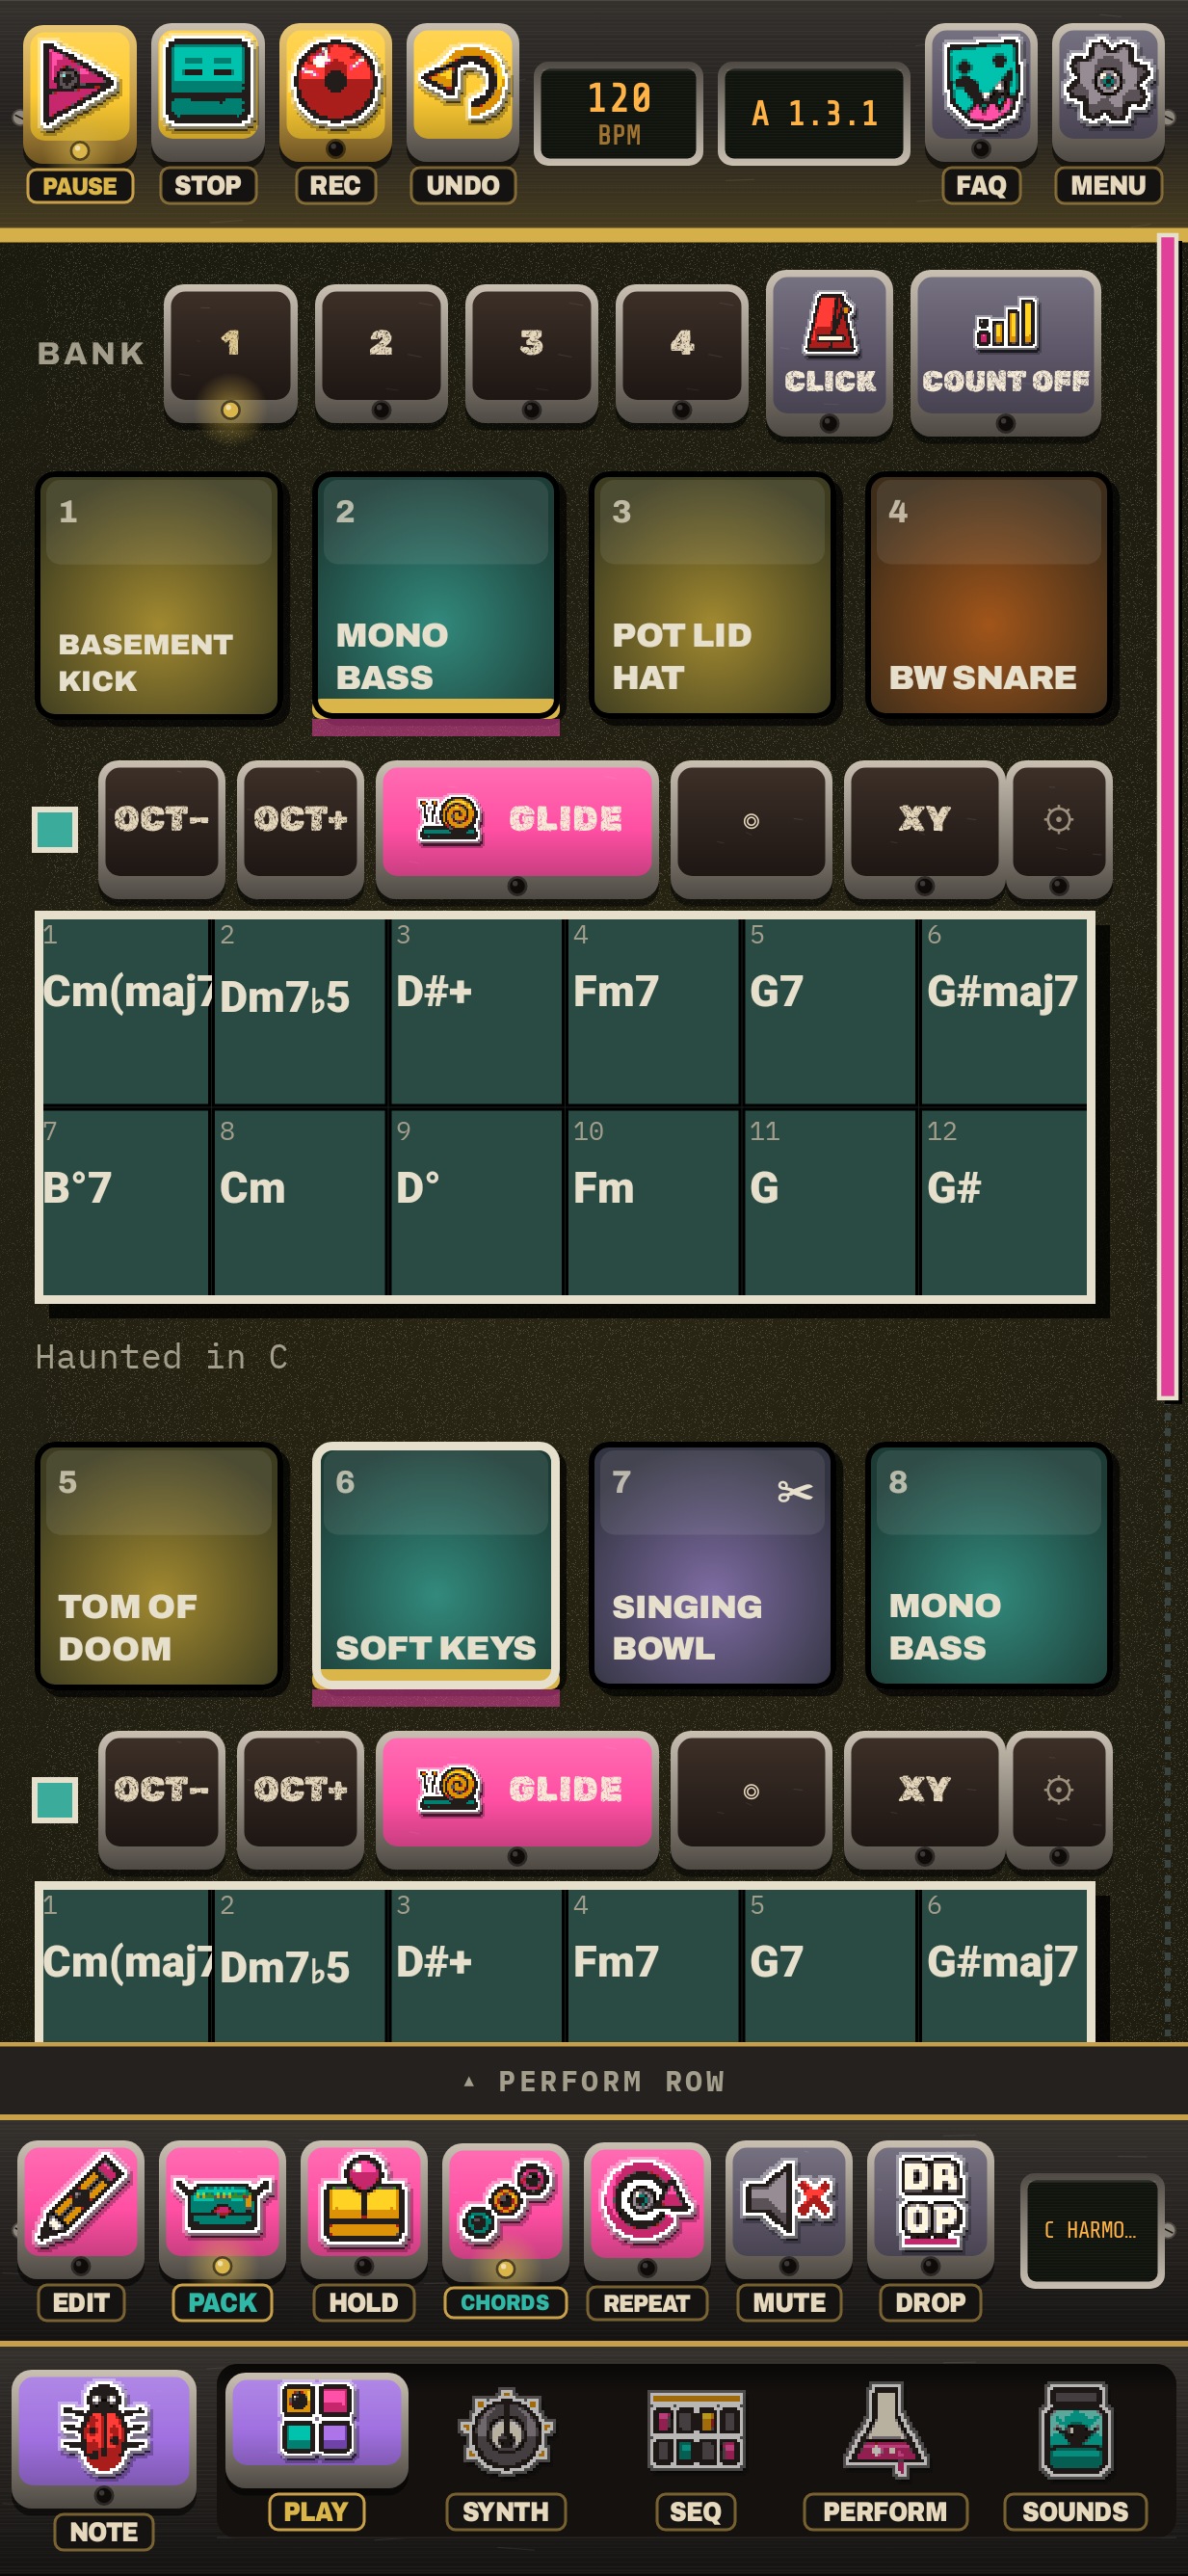 120
BPM
A 1.3.1
PAUSE
STOP
REC
UNDO
FAQ
MENU
BANK
1
2
3
4
CLICK
COUNT OFF
1
BASEMENT
KICK
2
MONO
BASS
3
POT LID
HAT
4
BW SNARE
OCT-
OCT+
GLIDE
XY
1
Cm(maj7
2
Dm7♭5
3
D#+
4
Fm7
5
G7
6
G#maj7
7
B°7
8
Cm
9
D°
10
Fm
11
G
12
G#
Haunted in C
5
TOM OF
DOOM
6
SOFT KEYS
7
SINGING
BOWL
8
MONO
BASS
OCT-
OCT+
GLIDE
XY
1
Cm(maj7
2
Dm7♭5
3
D#+
4
Fm7
5
G7
6
G#maj7
▲ PERFORM ROW
DR
OP
C HARMO…
EDIT
PACK
HOLD
CHORDS
REPEAT
MUTE
DROP
NOTE
PLAY
SYNTH
SEQ
PERFORM
SOUNDS